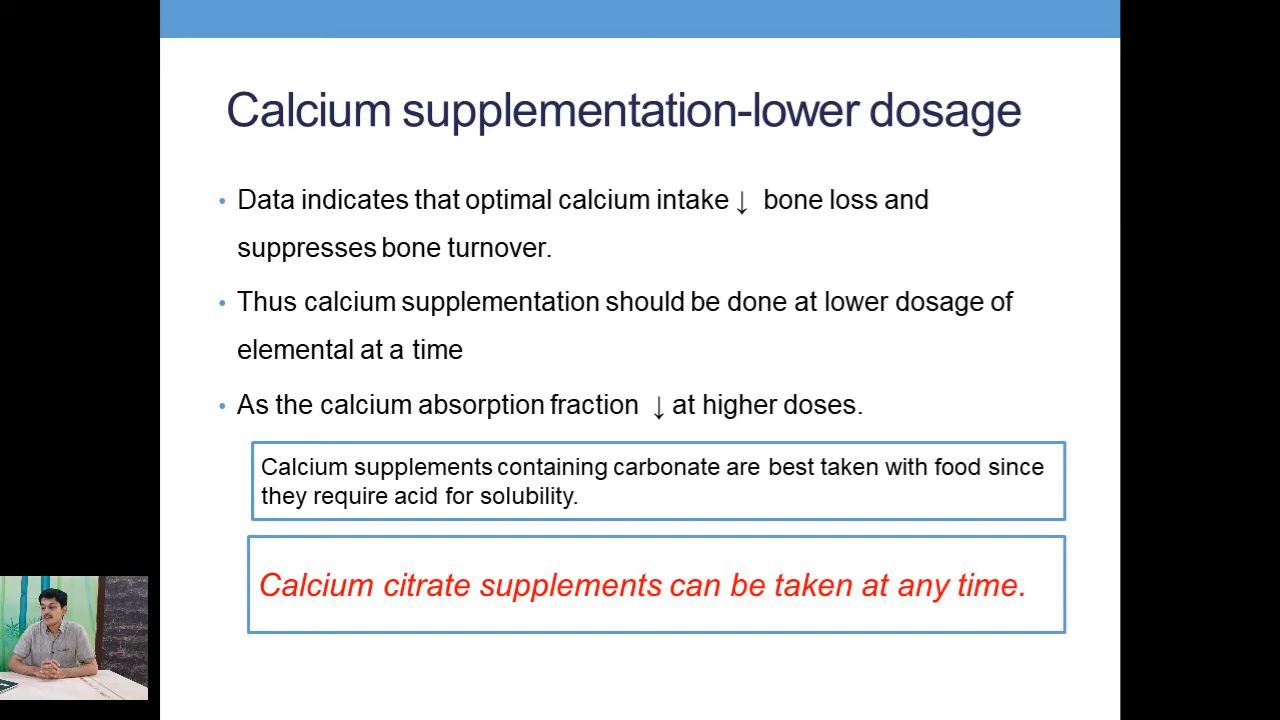 Calcium supplementation-lower dosage
• Data indicates that optimal calcium intake ↓ bone loss and
suppresses bone turnover.
• Thus calcium supplementation should be done at lower dosage of
elemental at a time
• As the calcium absorption fraction ↓ at higher doses.
Calcium supplements containing carbonate are best taken with food since
they require acid for solubility.
Calcium citrate supplements can be taken at any time.